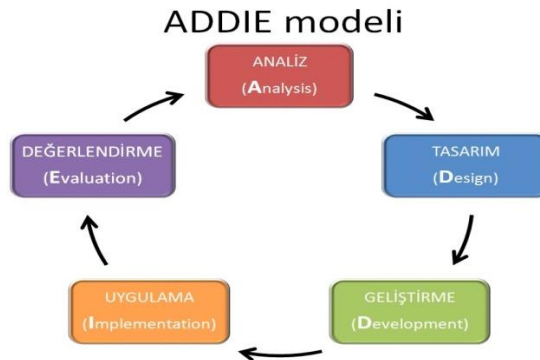 ADDIE modeli
ANALİZ
(Analysis)
TASARIM
(Design)
GELİŞTİRME
(Development)
UYGULAMA
(Implementation)
DEĞERLENDİRME
(Evaluation)